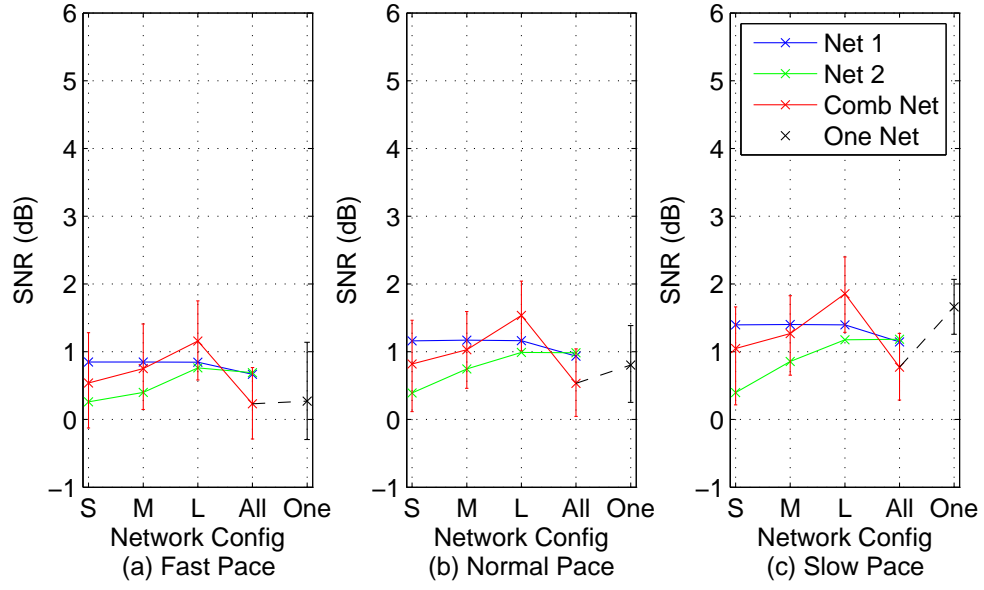 6
5
4
3
2
1
0
−1
SNR (dB)
S M L All One
Network Config
(a) Fast Pace
6
5
4
3
2
1
0
−1
SNR (dB)
S M L All One
Network Config
(b) Normal Pace
6
5
4
3
2
1
0
−1
SNR (dB)
Net 1
Net 2
Comb Net
One Net
S M L All One
Network Config
(c) Slow Pace